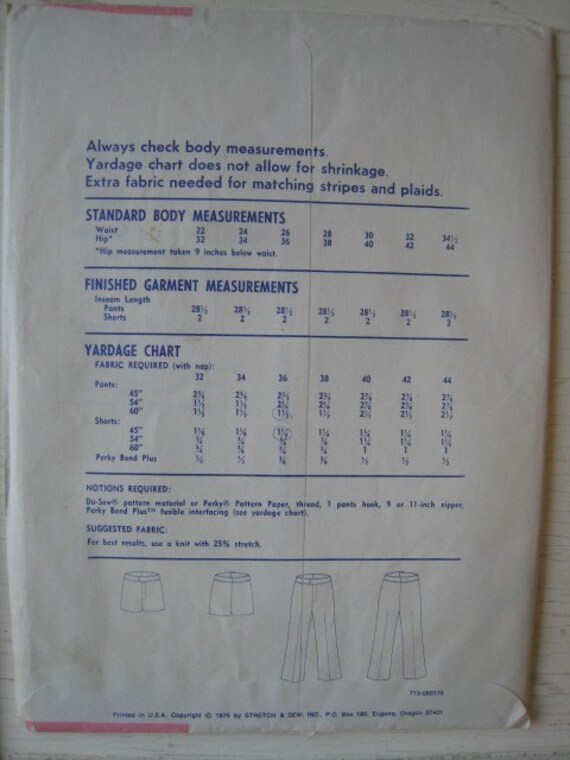 Always check body measurements.
Yardage chart does not allow for shrinkage.
Extra fabric needed for matching stripes and plaids.
STANDARD BODY MEASUREMENTS
Waist 22 24 26 28 30 32 34½
Hip* 32 34 36 38 40 42 44
*Hip measurement taken 9 inches below waist.
FINISHED GARMENT MEASUREMENTS
Inseam Length
Pants 28½ 28½ 28½ 28½ 28½ 28½ 28½
Shorts 2 2 2 2 2 2 2
YARDAGE CHART
FABRIC REQUIRED (with nap):
32 34 36 38 40 42 44
Pants:
45"
54"
60"
Shorts:
45"
54"
60" 1 1 1
Perky Bond Plus
NOTIONS REQUIRED:
Do-Sew® pattern material or Perky® Pattern Paper, thread, 1 pants hook, 9 or 11-inch zipper,
Perky Bond Plus™ fusible interfacing (see yardage chart).
SUGGESTED FABRIC:
For best results, use a knit with 25% stretch.
Printed in U.S.A. Copyright © 1976 by STRETCH & SEW, INC., P.O. Box 185, Eugene, Oregon 97401